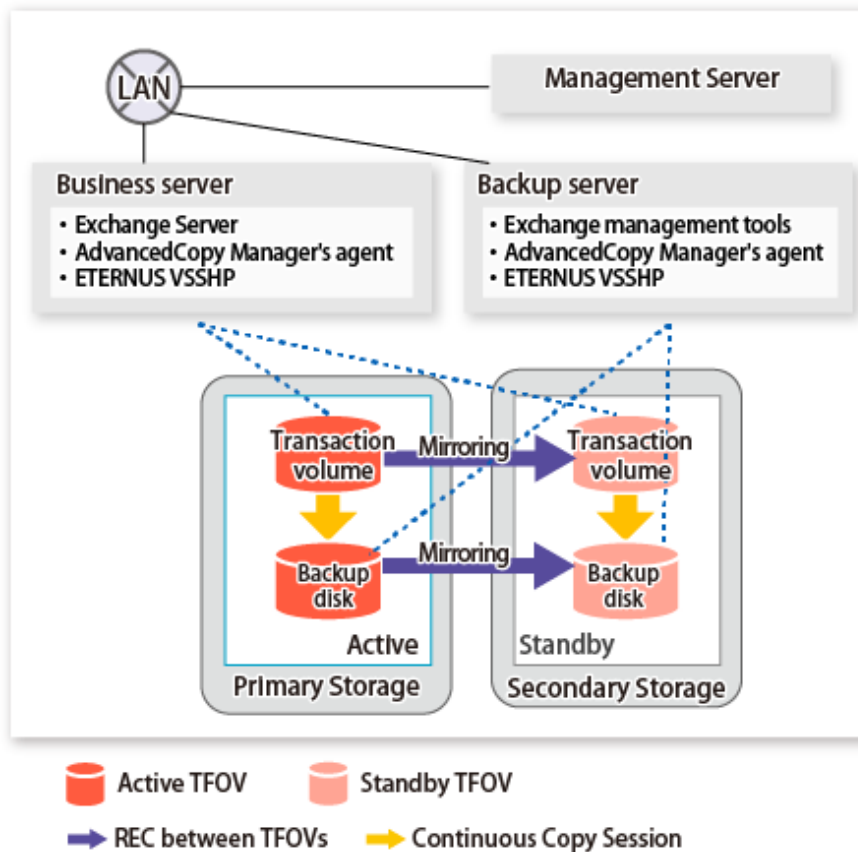 LAN
Management Server
Business server
• Exchange Server
• AdvancedCopy Manager's agent
• ETERNUS VSSHP
Backup server
• Exchange management tools
• AdvancedCopy Manager's agent
• ETERNUS VSSHP
Transaction
volume
Mirroring
Transaction
volume
Backup
disk
Mirroring
Backup
disk
Active
Standby
Primary Storage
Secondary Storage
Active TFOV
Standby TFOV
REC between TFOVs
Continuous Copy Session